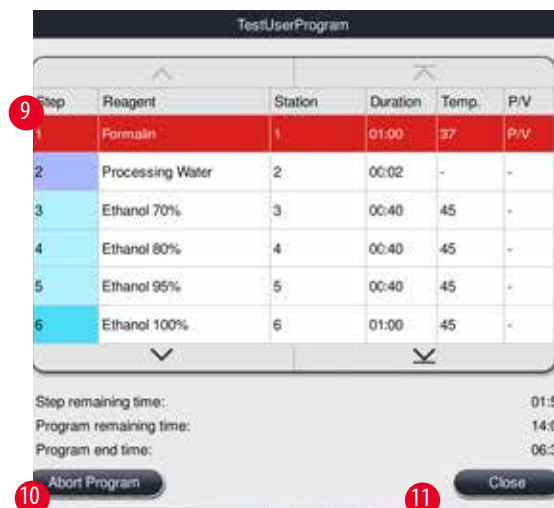 TestUserProgram
9
Step Reagent Station Duration Temp. P/V
1 Formalin 1 01:00 37 P/V
2 Processing Water 2 00:02 - -
3 Ethanol 70% 3 00:40 45 -
4 Ethanol 80% 4 00:40 45 -
5 Ethanol 95% 5 00:40 45 -
6 Ethanol 100% 6 01:00 45 -
Step remaining time: 01:
Program remaining time: 14:
Program end time: 06:
Abort Program Close
10 11